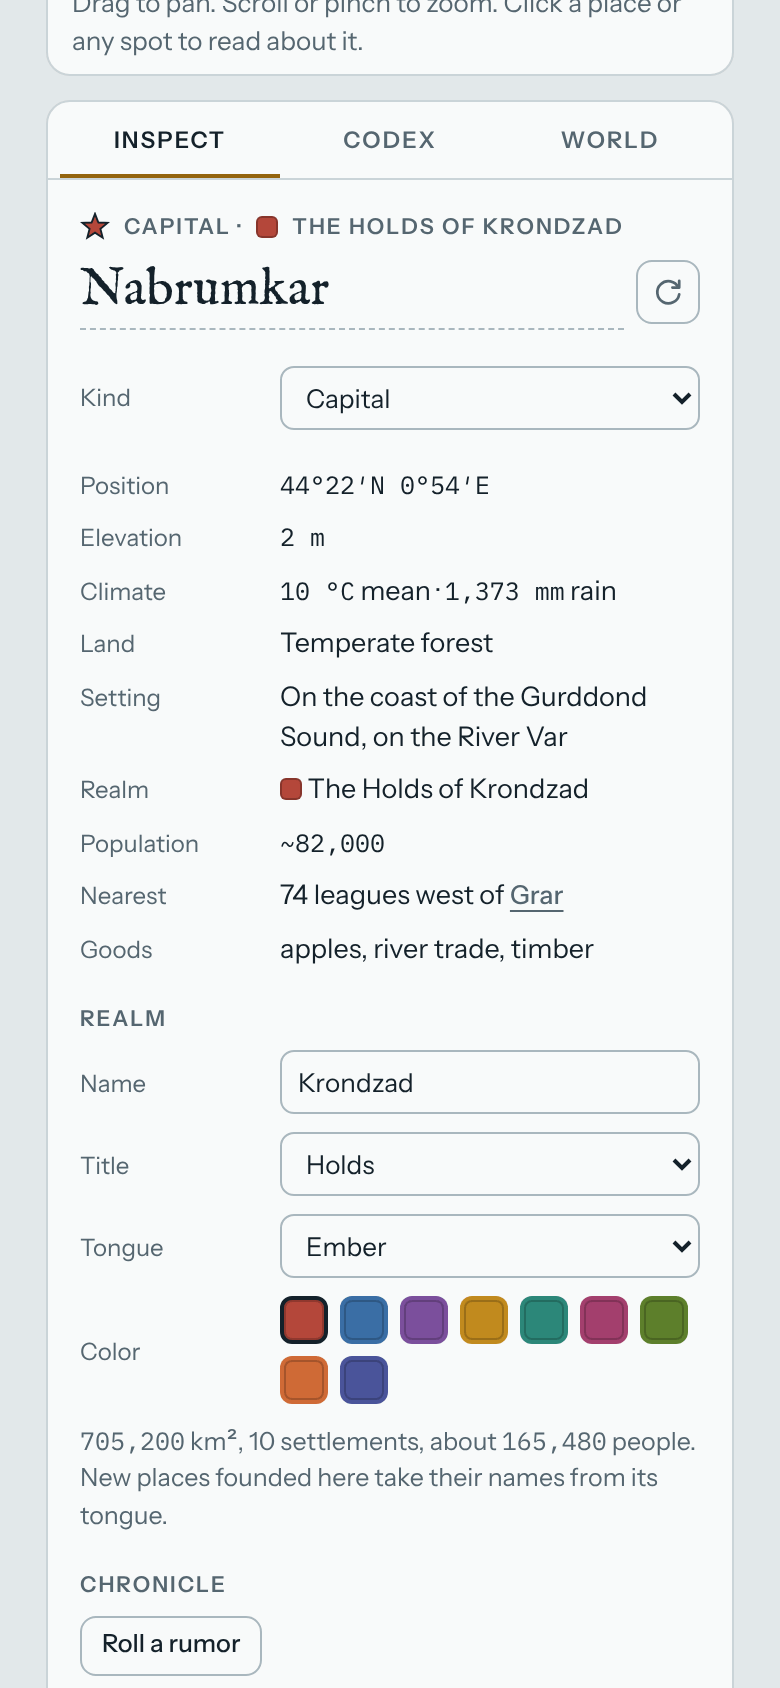 Drag to pan. Scroll or pinch to zoom. Click a place or
any spot to read about it.
INSPECT CODEX WORLD
CAPITAL · THE HOLDS OF KRONDZAD
Nabrumkar
Kind Capital
Position 44°22′N 0°54′E
Elevation 2 m
Climate 10 °C mean · 1,373 mm rain
Land Temperate forest
Setting On the coast of the Gurddond
Sound, on the River Var
Realm The Holds of Krondzad
Population ~82,000
Nearest 74 leagues west of Grar
Goods apples, river trade, timber
REALM
Name Krondzad
Title Holds
Tongue Ember
Color
705,200 km², 10 settlements, about 165,480 people.
New places founded here take their names from its
tongue.
CHRONICLE
Roll a rumor